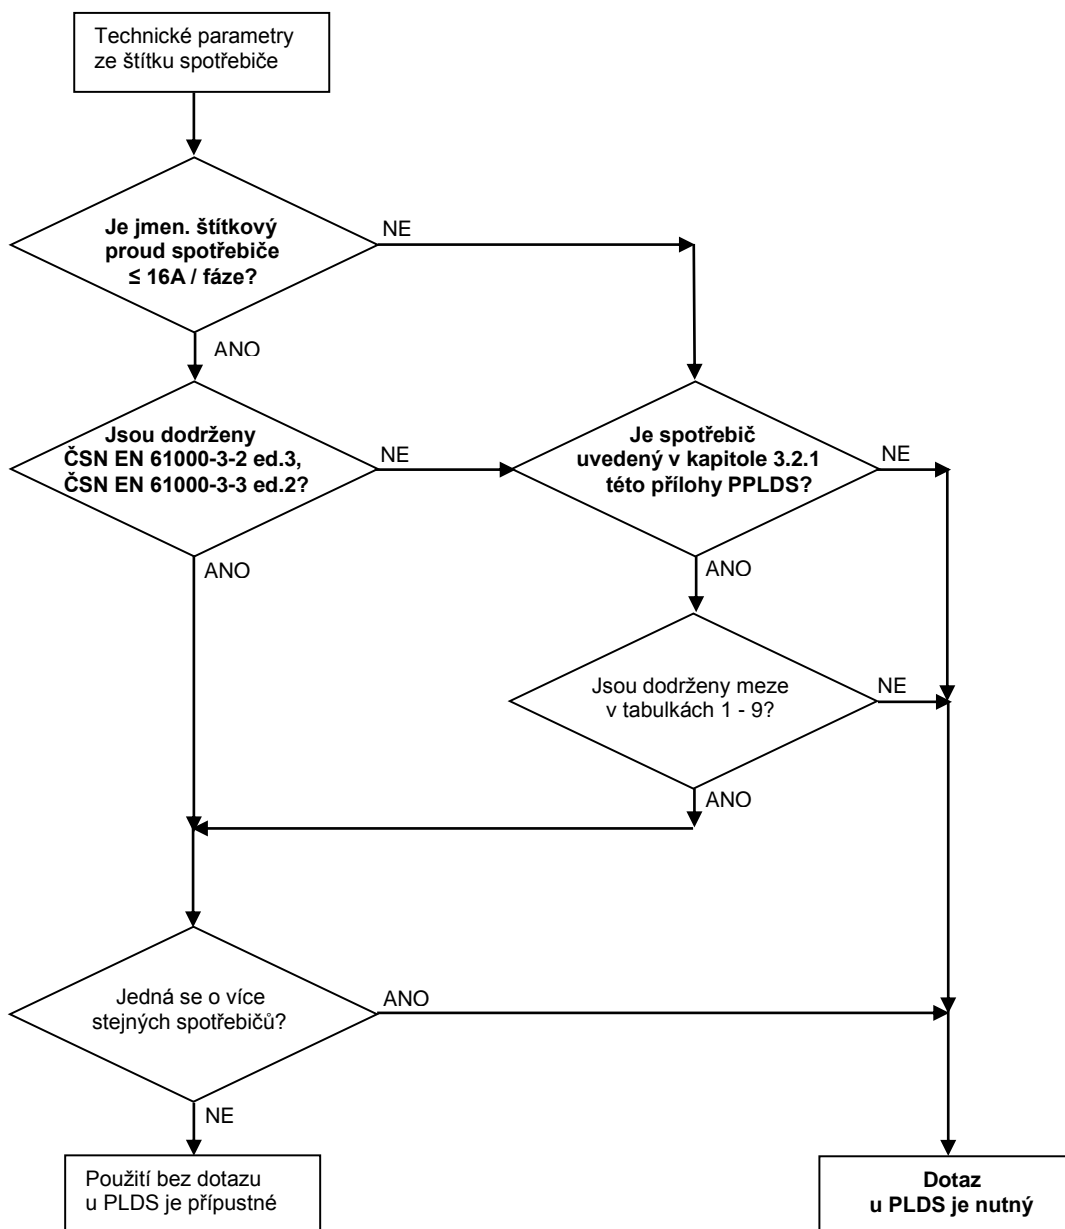 Technické parametry
ze štítku spotřebiče
Je jmen. štítkový
proud spotřebiče
≤ 16A / fáze?
NE
ANO
Jsou dodrženy
ČSN EN 61000-3-2 ed.3,
ČSN EN 61000-3-3 ed.2?
NE
Je spotřebič
uvedený v kapitole 3.2.1
této přílohy PPLDS?
NE
ANO
ANO
Jsou dodrženy meze
v tabulkách 1 - 9?
NE
ANO
Jedná se o více
stejných spotřebičů?
ANO
NE
Použití bez dotazu
u PLDS je přípustné
Dotaz
u PLDS je nutný